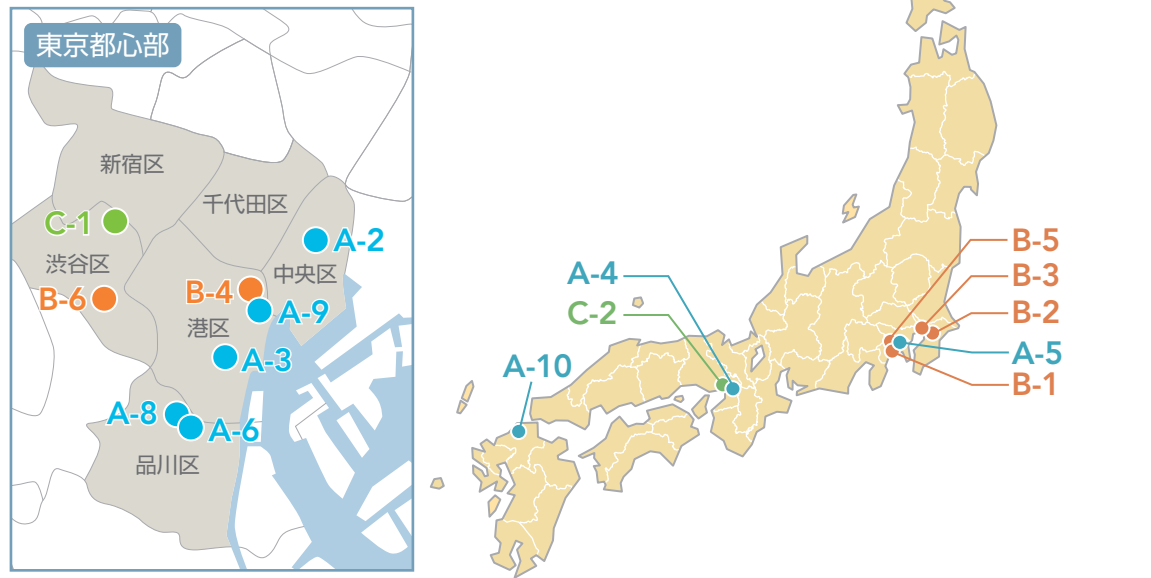 東京都心部
新宿区
千代田区
C-1
A-2
渋谷区
中央区
B-6
B-4
A-9
港区
A-3
A-8
A-6
品川区
B-5
A-4
B-3
C-2
B-2
A-5
A-10
B-1